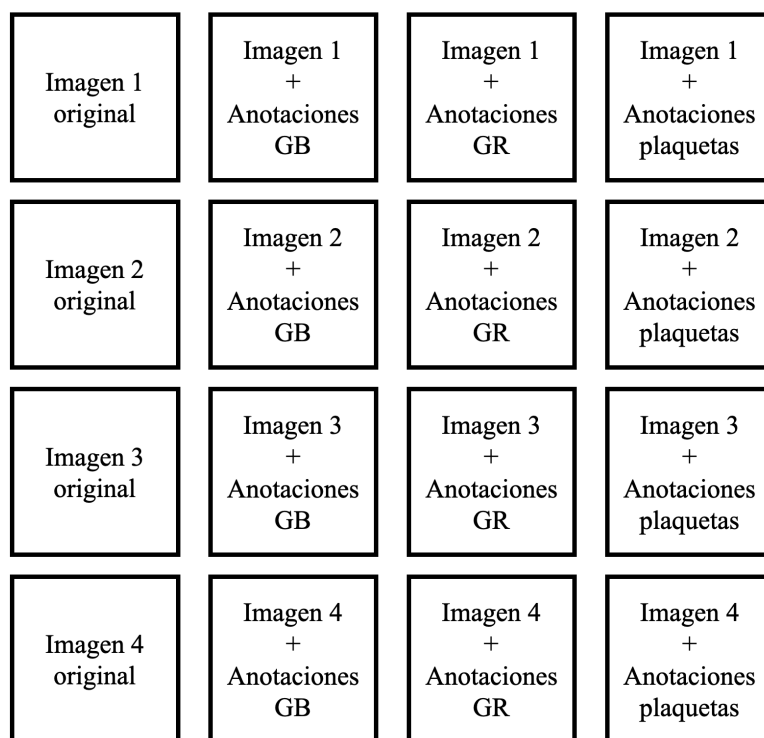 Imagen 1
original
Imagen 1
+
Anotaciones
GB
Imagen 1
+
Anotaciones
GR
Imagen 1
+
Anotaciones
plaquetas
Imagen 2
original
Imagen 2
+
Anotaciones
GB
Imagen 2
+
Anotaciones
GR
Imagen 2
+
Anotaciones
plaquetas
Imagen 3
original
Imagen 3
+
Anotaciones
GB
Imagen 3
+
Anotaciones
GR
Imagen 3
+
Anotaciones
plaquetas
Imagen 4
original
Imagen 4
+
Anotaciones
GB
Imagen 4
+
Anotaciones
GR
Imagen 4
+
Anotaciones
plaquetas